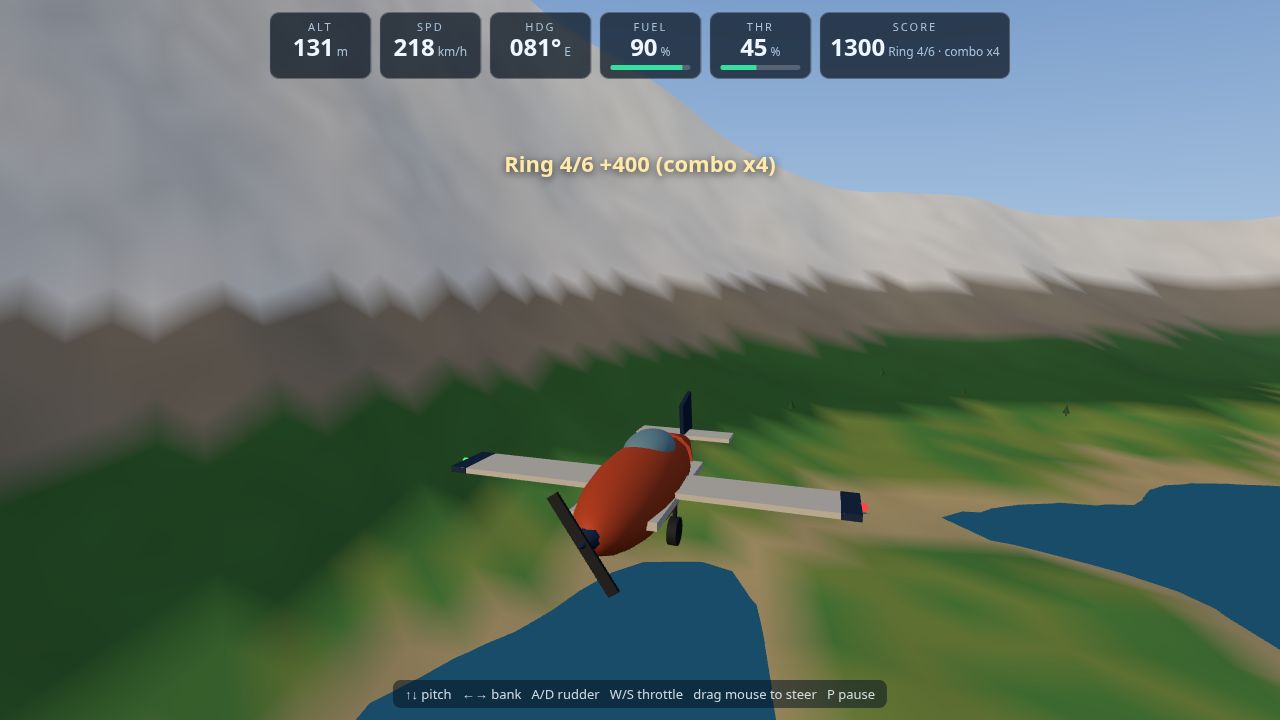 ALT
131 m
SPD
218 km/h
HDG
081° E
FUEL
90 %
THR
45 %
SCORE
1300 Ring 4/6 · combo x4
Ring 4/6 +400 (combo x4)
↑↓ pitch ←→ bank A/D rudder W/S throttle drag mouse to steer P pause